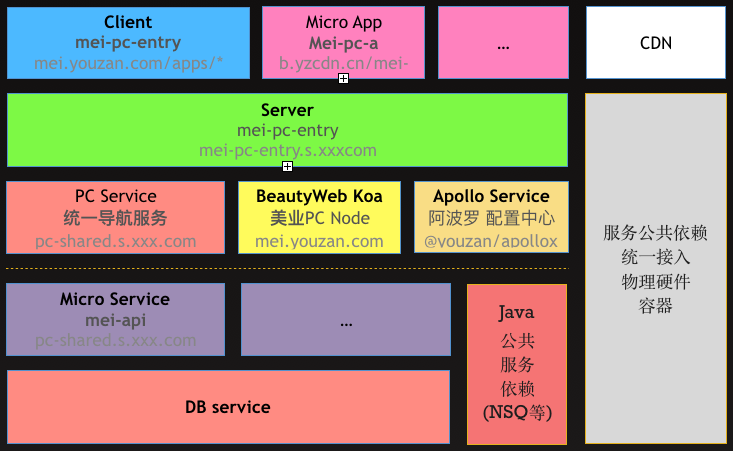 Client
mei-pc-entry
mei.youzan.com/apps/*
Micro App
Mei-pc-a
b.yzcdn.cn/mei-
...
CDN
Server
mei-pc-entry
mei-pc-entry.s.xxxcom
PC Service
统一导航服务
pc-shared.s.xxx.com
BeautyWeb Koa
美业PC Node
mei.youzan.com
Apollo Service
阿波罗 配置中心
@youzan/apollox
服务公共依赖
统一接入
物理硬件
容器
Micro Service
mei-api
pc-shared.s.xxx.com
...
Java
公共
服务
依赖
(NSQ等)
DB service